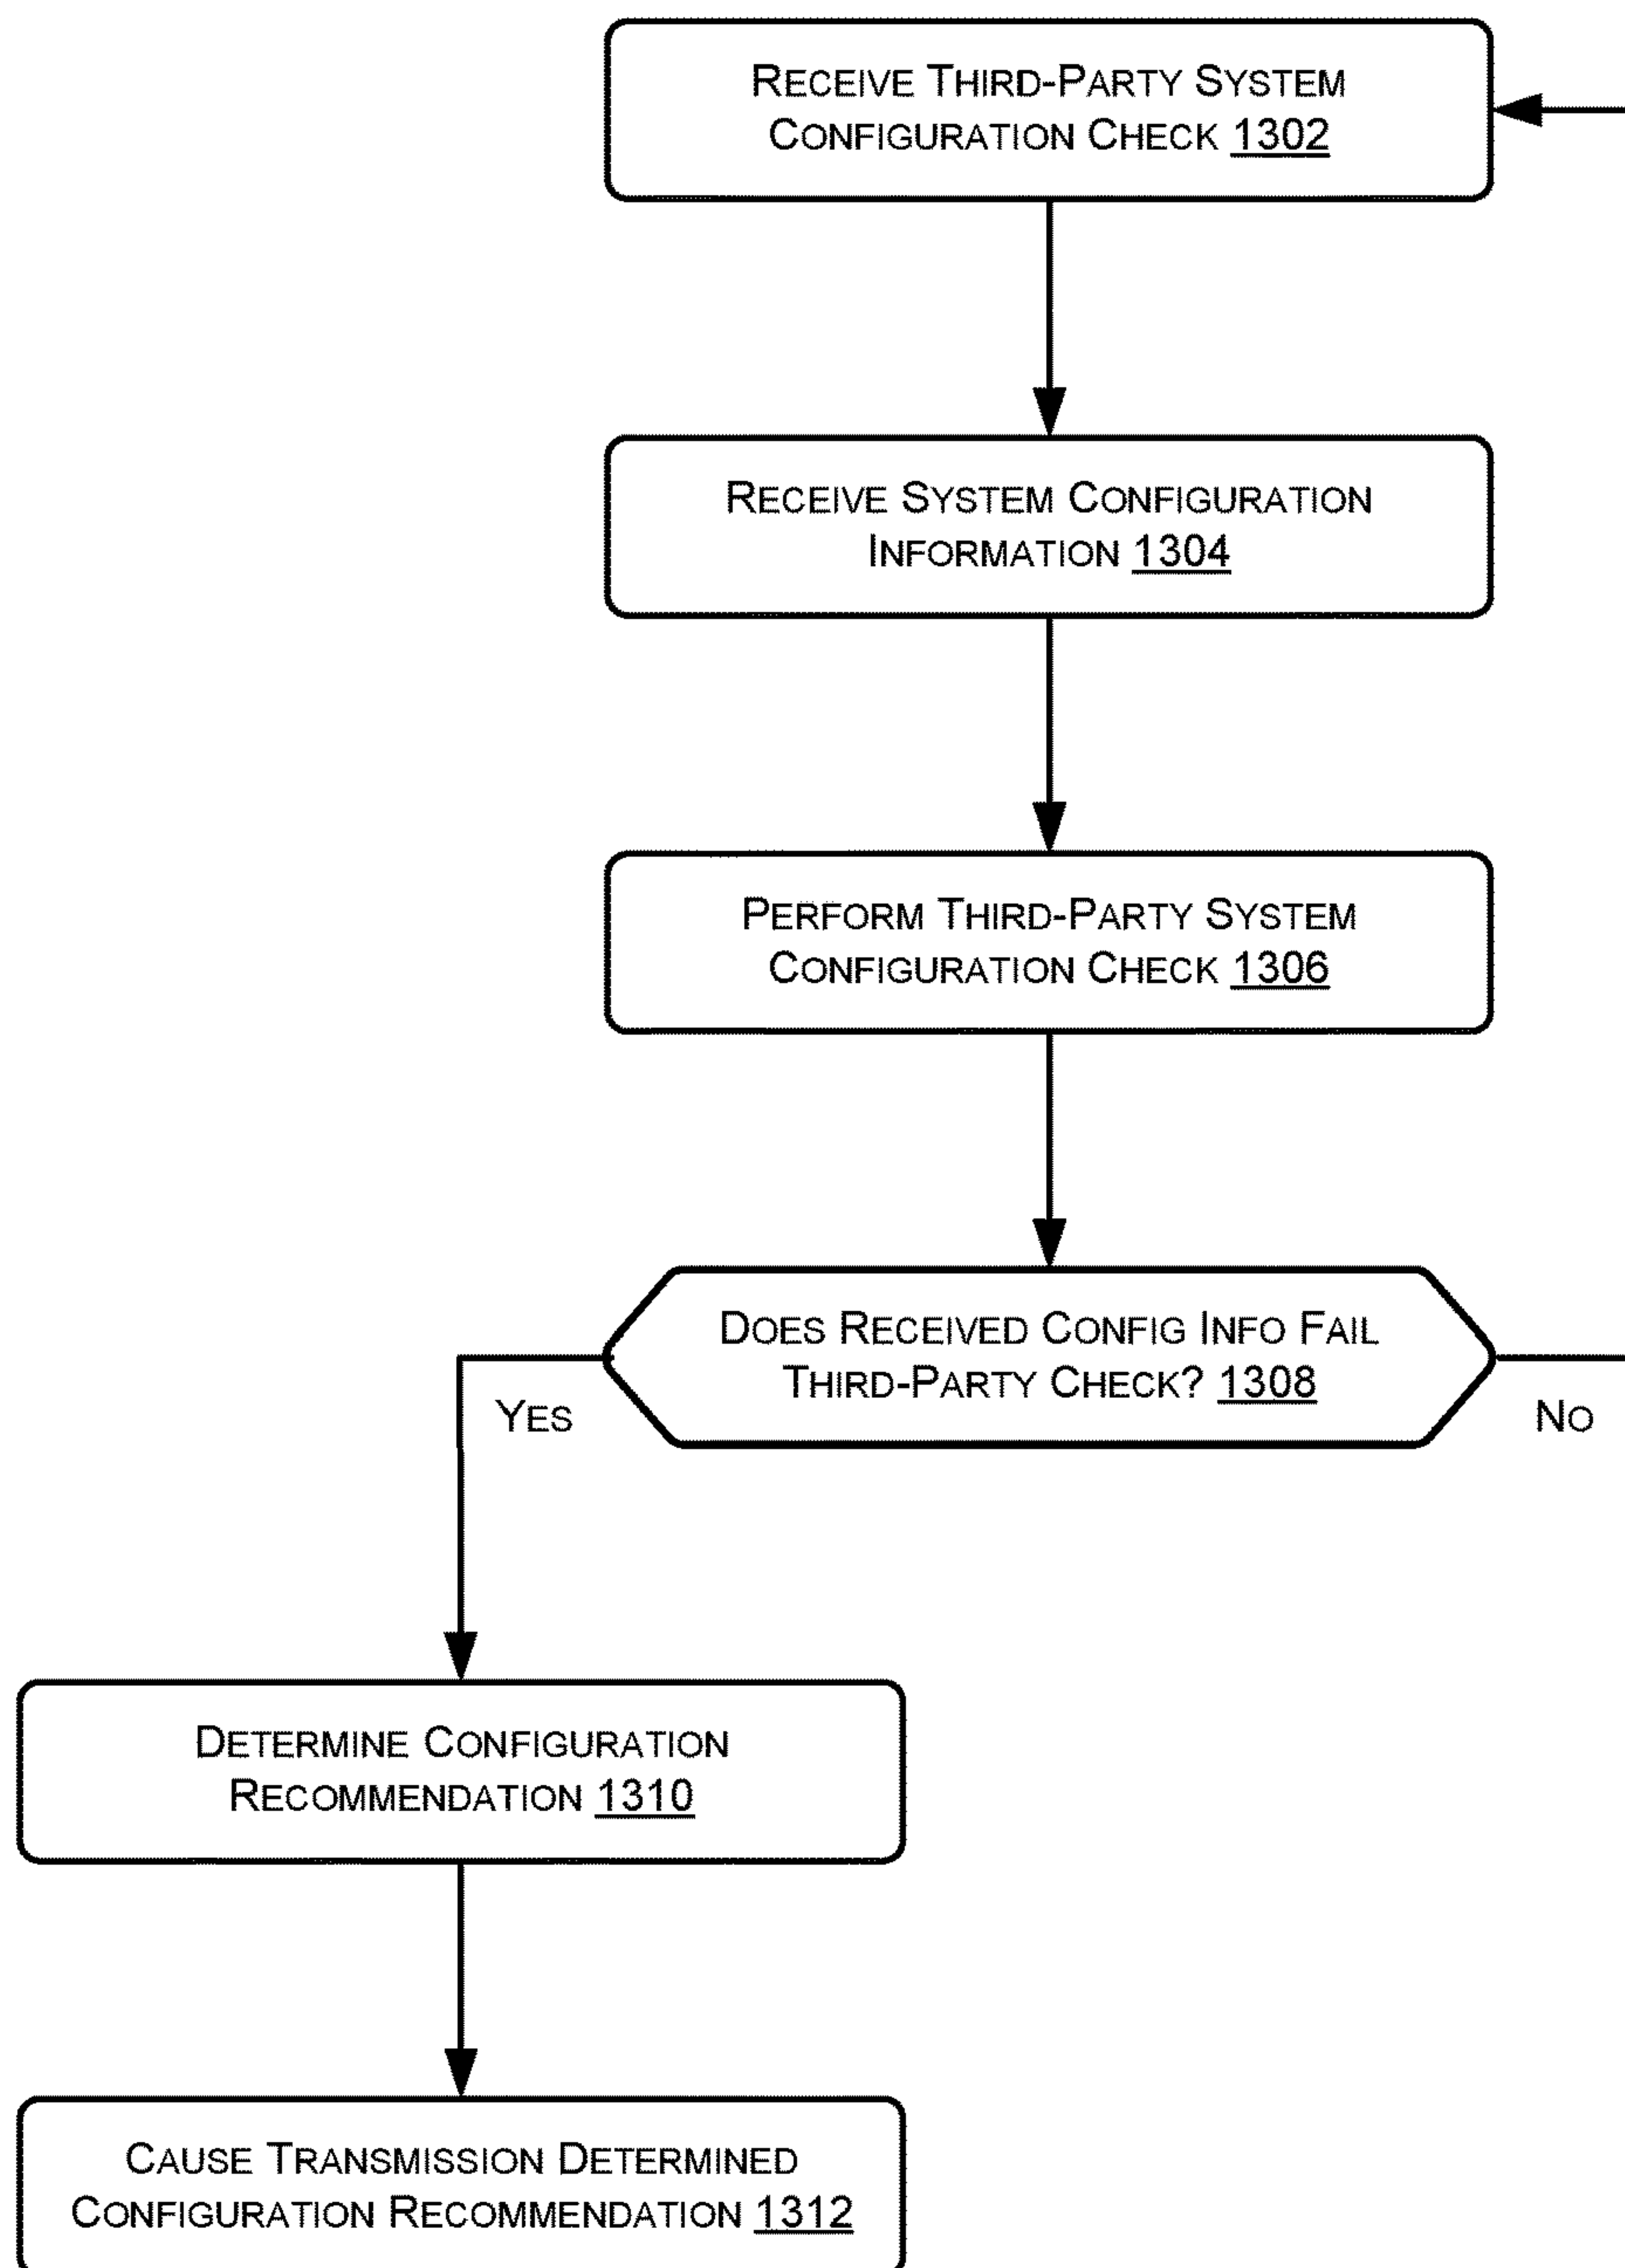 RECEIVE THIRD-PARTY SYSTEM
CONFIGURATION CHECK 1302
RECEIVE SYSTEM CONFIGURATION
INFORMATION 1304
PERFORM THIRD-PARTY SYSTEM
CONFIGURATION CHECK 1306
DOES RECEIVED CONFIG INFO FAIL
THIRD-PARTY CHECK? 1308
YES
NO
DETERMINE CONFIGURATION
RECOMMENDATION 1310
CAUSE TRANSMISSION DETERMINED
CONFIGURATION RECOMMENDATION 1312